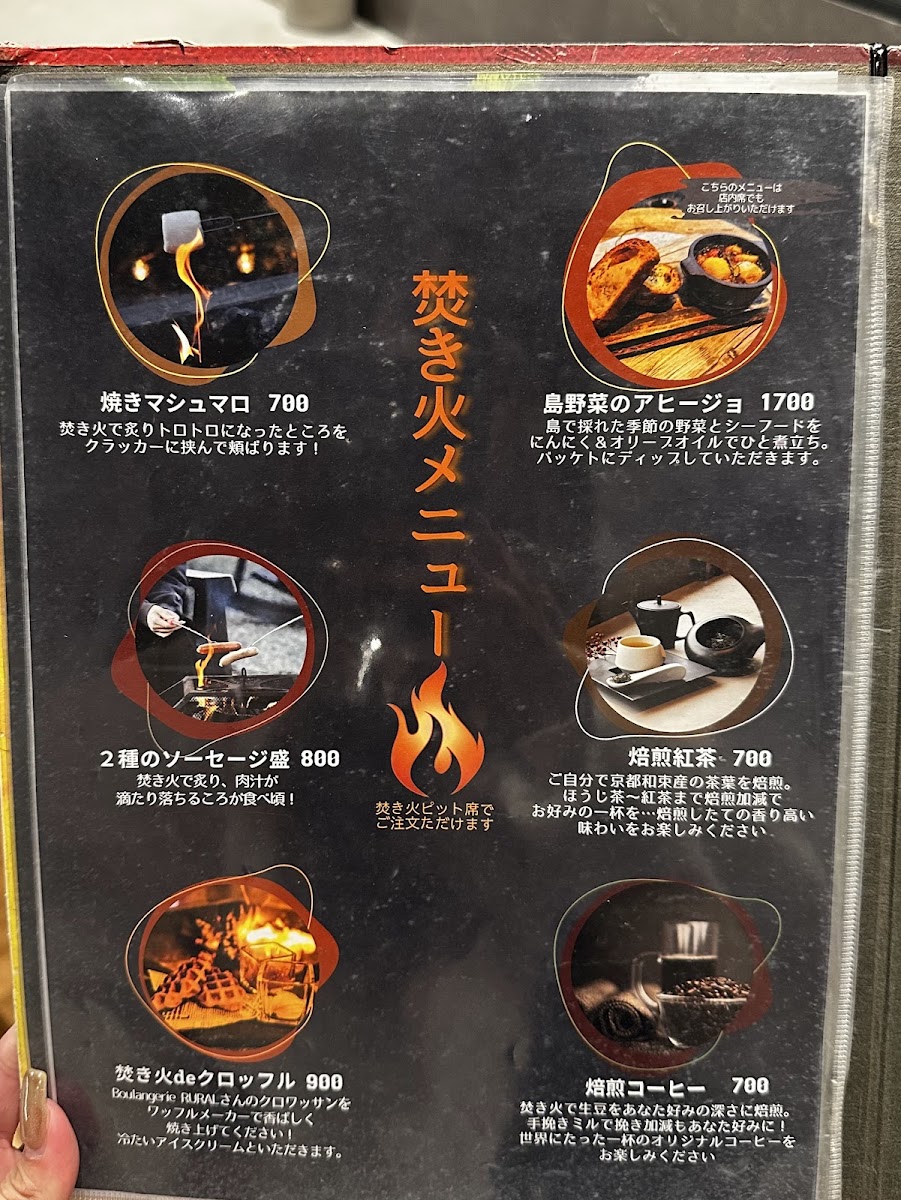 焚き火メニュー
焚き火ピット席で
ご注文ただけます
焼きマシュマロ 700
焚き火で炙りトロトロになったところを
クラッカーに挟んで頬ばります！
こちらのメニューは
店内席でも
お召し上がりいただけます
島野菜のアヒージョ 1700
島で採れた季節の野菜とシーフードを
にんにく＆オリーブオイルでひと煮立ち。
バッケトにディップしていただきます。
２種のソーセージ盛 800
焚き火で炙り、肉汁が
滴たり落ちるころが食べ頃！
焙煎紅茶 700
ご自分で京都和束産の茶葉を焙煎。
ほうじ茶～紅茶まで焙煎加減で
お好みの一杯を…焙煎したての香り高い
味わいをお楽しみください
焚き火deクロッフル 900
Boulangerie RURALさんのクロワッサンを
ワッフルメーカーで香ばしく
焼き上げてください！
冷たいアイスクリームといただきます。
焙煎コーヒー 700
焚き火で生豆をあなた好みの深さに焙煎。
手挽きミルで挽き加減もあなた好みに！
世界にたった一杯のオリジナルコーヒーを
お楽しみください